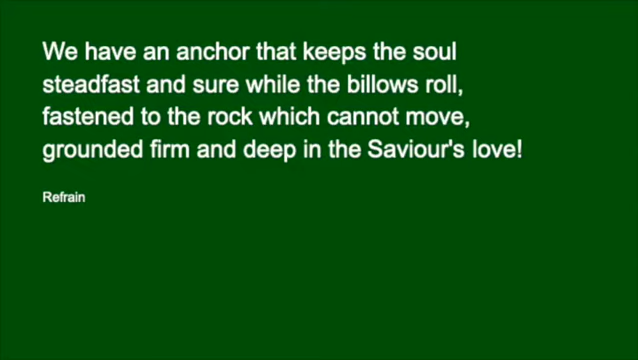 We have an anchor that keeps the soul
steadfast and sure while the billows roll,
fastened to the rock which cannot move,
grounded firm and deep in the Saviour's love!
Refrain